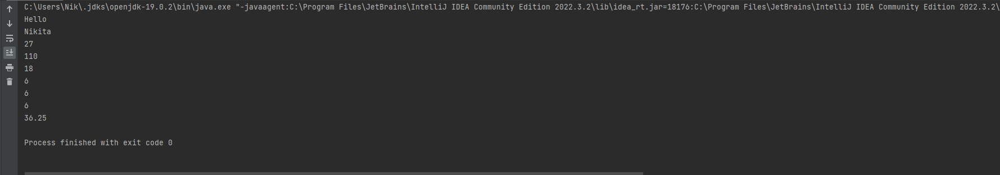 C:\Users\Nik\.jdks\openjdk-19.0.2\bin\java.exe "-javaagent:C:\Program Files\JetBrains\IntelliJ IDEA Community Edition 2022.3.2\lib\idea_rt.jar=18176:C:\Program Files\JetBrains\IntelliJ IDEA Community Edition 2022.3.2\
Hello
Nikita
27
110
18
6
6
6
36.25
Process finished with exit code 0